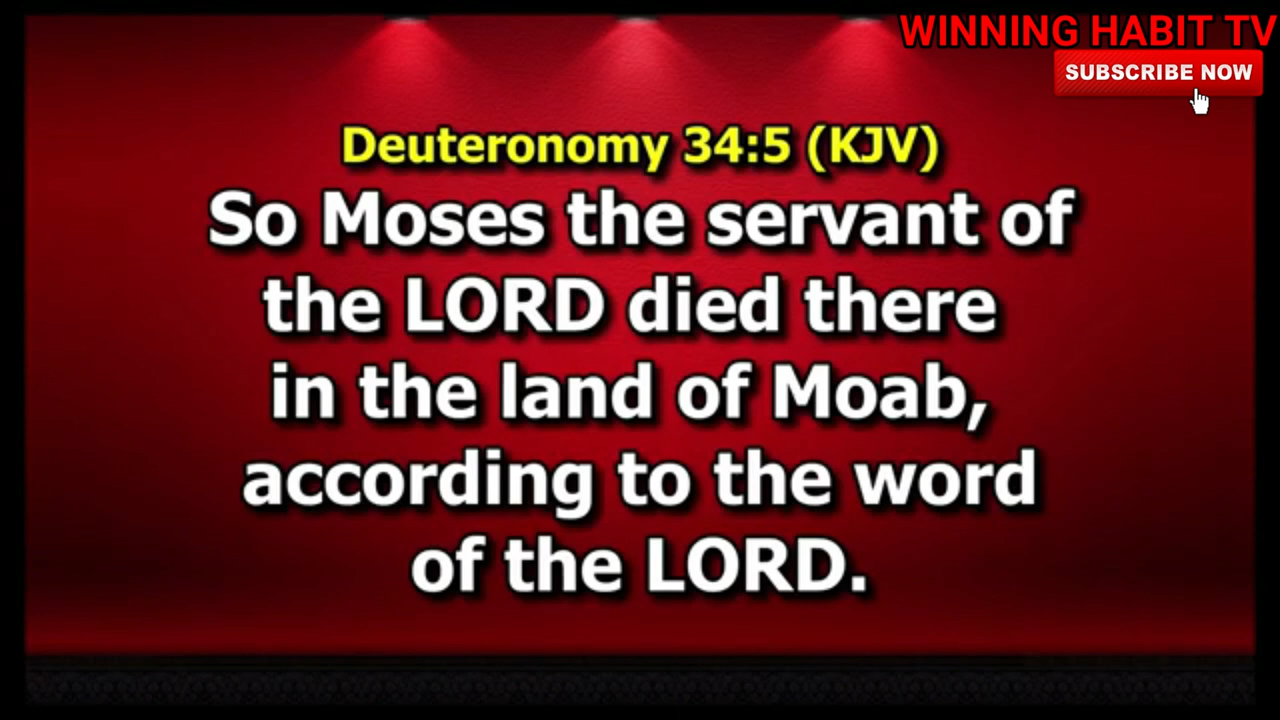 WINNING HABIT TV
SUBSCRIBE NOW
Deuteronomy 34:5 (KJV)
So Moses the servant of
the LORD died there
in the land of Moab,
according to the word
of the LORD.